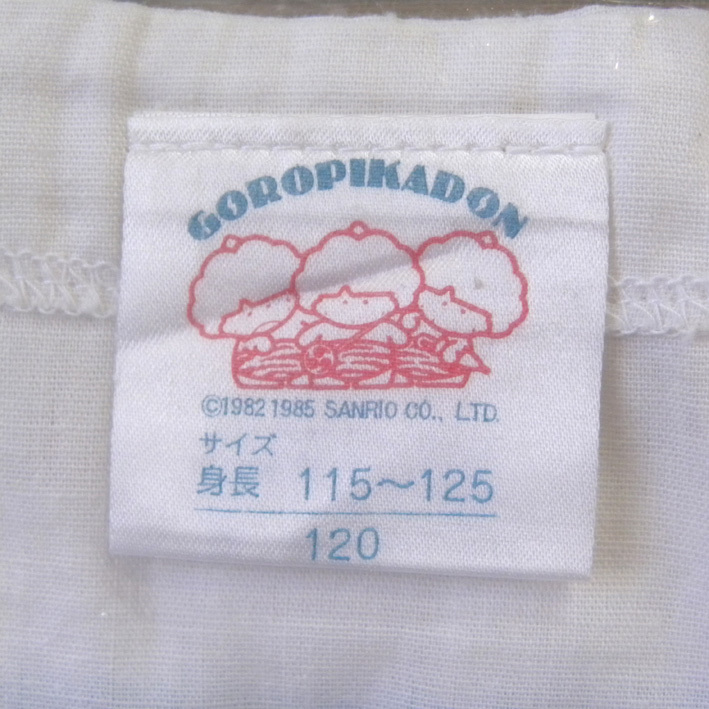 GOROPIKADON
©1982 1985 SANRIO CO., LTD.
サイズ
身長 115～125
120